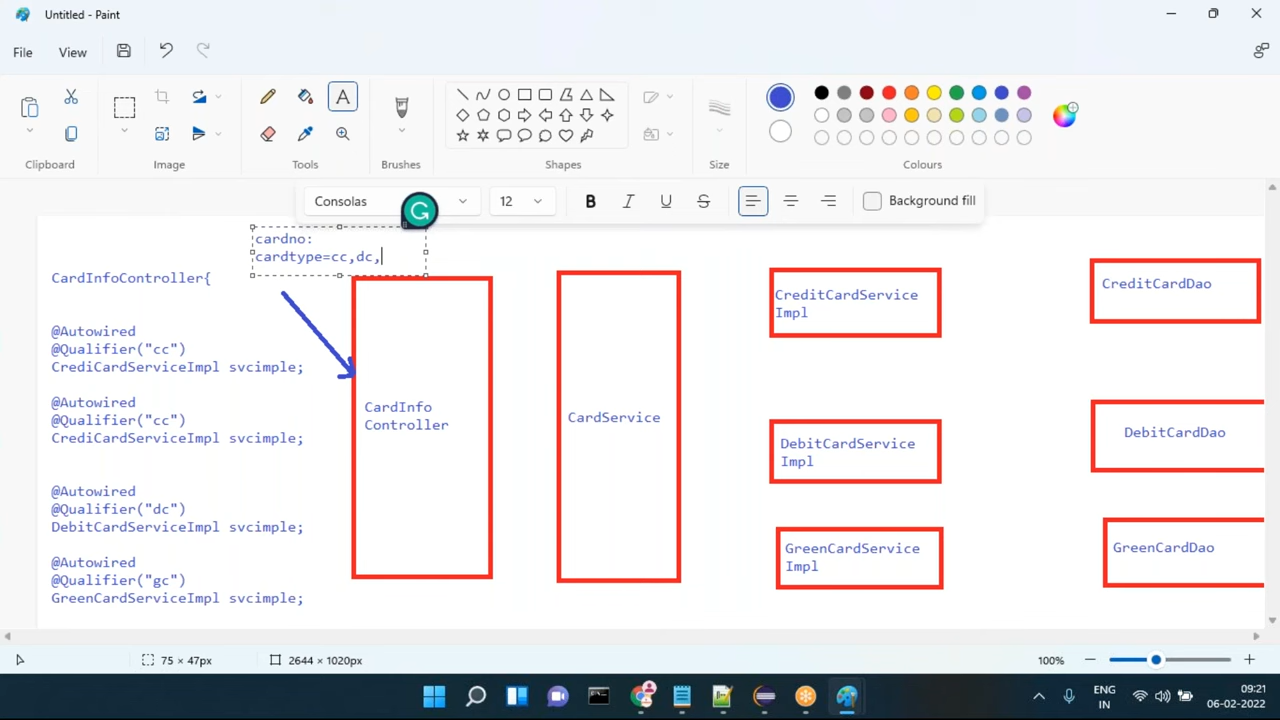 Untitled - Paint
File
View
Clipboard
Image
A
Tools
Brushes
Shapes
Size
Colours
Consolas
12
B
I
U
S
Background fill
cardno:
cardtype=cc,dc,
CardInfoController{
@Autowired
@Qualifier("cc")
CrediCardServiceImpl svcimple;
@Autowired
@Qualifier("cc")
CrediCardServiceImpl svcimple;
@Autowired
@Qualifier("dc")
DebitCardServiceImpl svcimple;
@Autowired
@Qualifier("gc")
GreenCardServiceImpl svcimple;
CardInfo
Controller
CardService
CreditCardService
Impl
DebitCardService
Impl
GreenCardService
Impl
CreditCardDao
DebitCardDao
GreenCardDao
75 × 47px
2644 × 1020px
100%
ENG
IN
09:21
06-02-2022